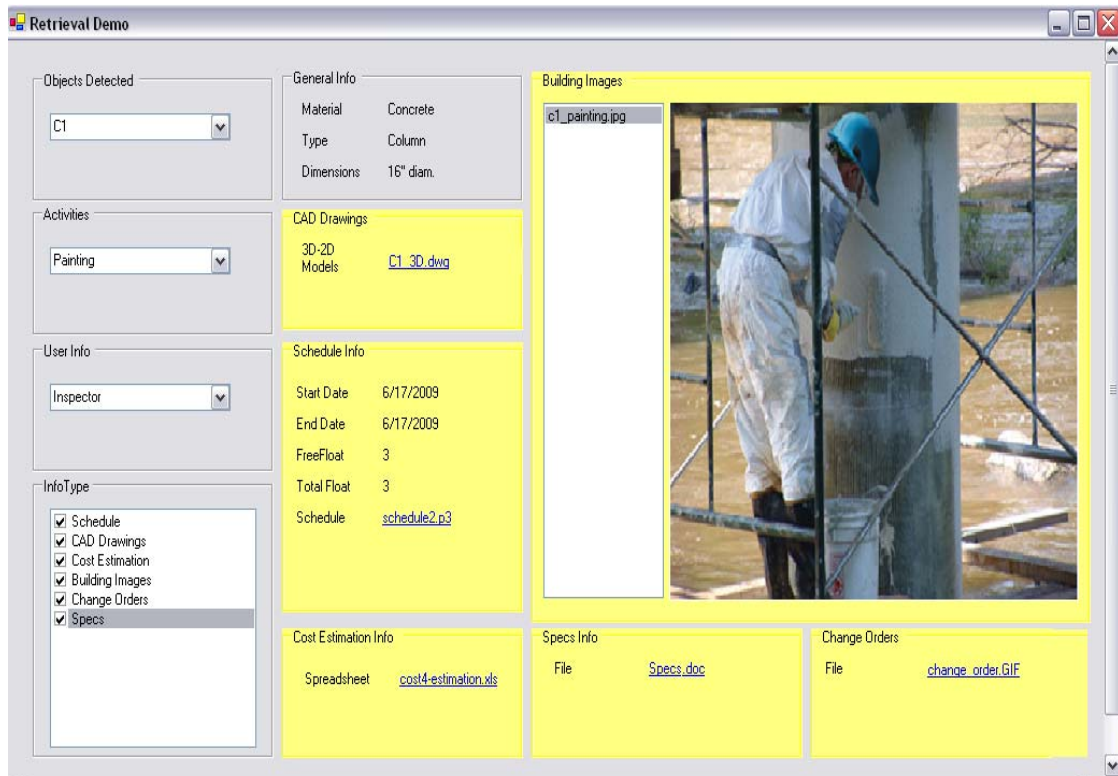 Retrieval Demo
Objects Detected
C1
Activities
Painting
User Info
Inspector
InfoType
Schedule
CAD Drawings
Cost Estimation
Building Images
Change Orders
Specs
General Info
Material Concrete
Type Column
Dimensions 16" diam.
CAD Drawings
3D-2D
Models C1_3D.dwg
Schedule Info
Start Date 6/17/2009
End Date 6/17/2009
FreeFloat 3
Total Float 3
Schedule schedule2.p3
Cost Estimation Info
Spreadsheet cost4-estimation.xls
Building Images
c1_painting.jpg
Specs Info
File Specs.doc
Change Orders
File change_order.GIF